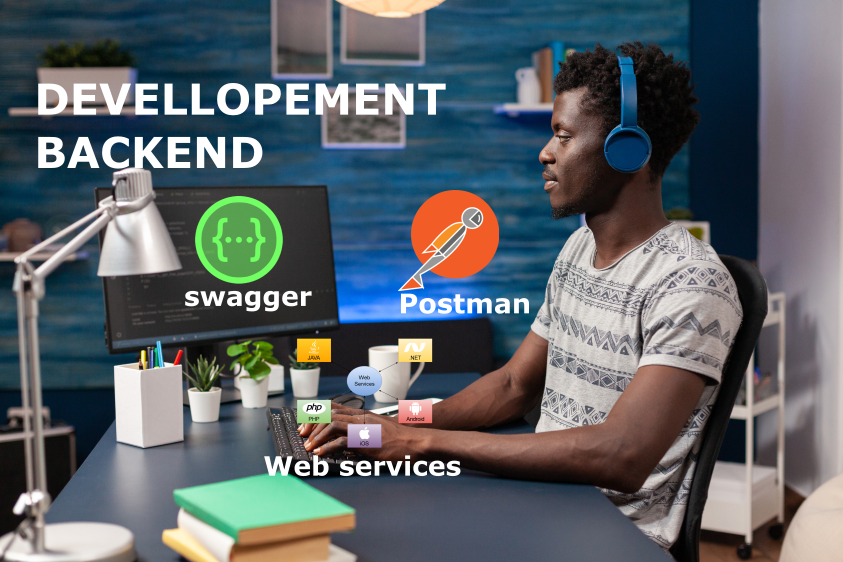 DEVELLOPEMENT
BACKEND
swagger
Postman
JAVA
.NET
Web
Services
php
PHP
Android
iOS
Web services